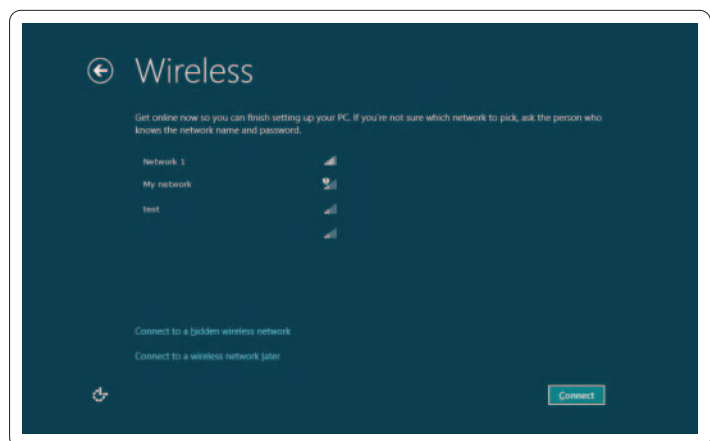 Wireless
Get online now so you can finish setting up your PC. If you're not sure which network to pick, ask the person who
knows the network name and password.
Network 1
My network
test
Connect to a hidden wireless network
Connect to a wireless network later
Connect